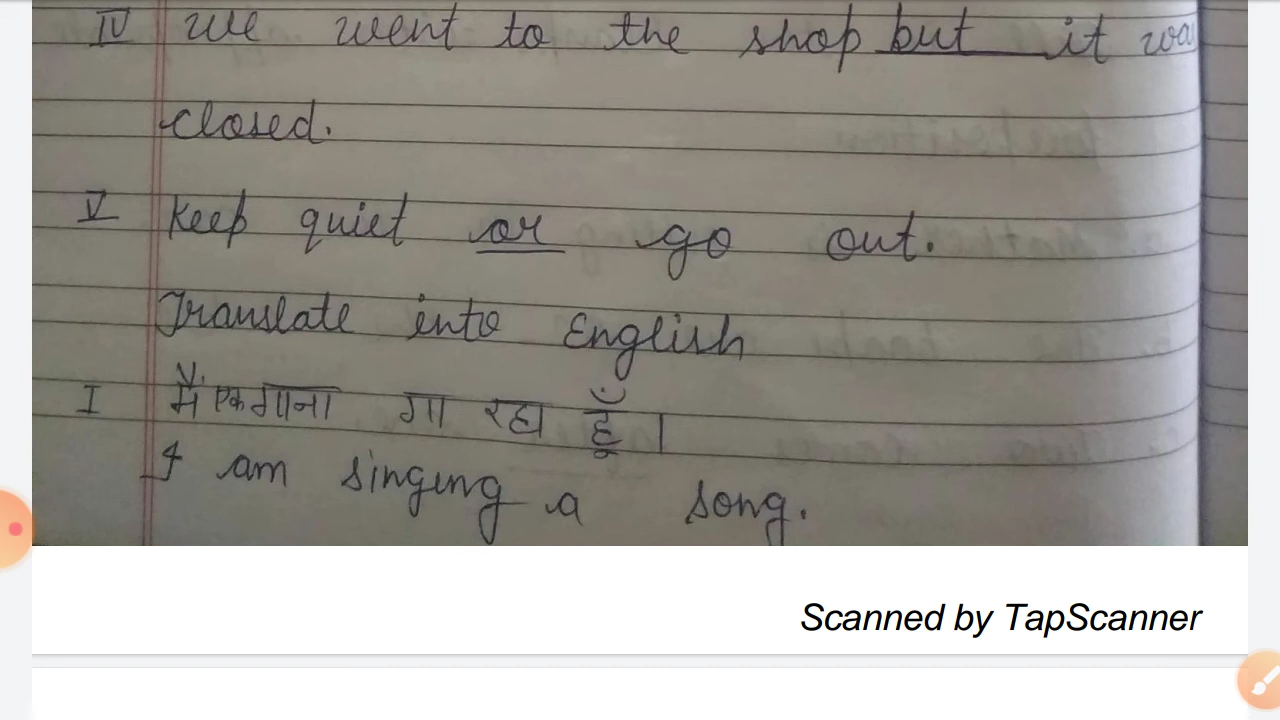 IV we went to the shop but it wa
closed.
V Keep quiet or go out.
Translate into English
I मैं एक गाना गा रहा हूँ।
I am singing a song.
Scanned by TapScanner